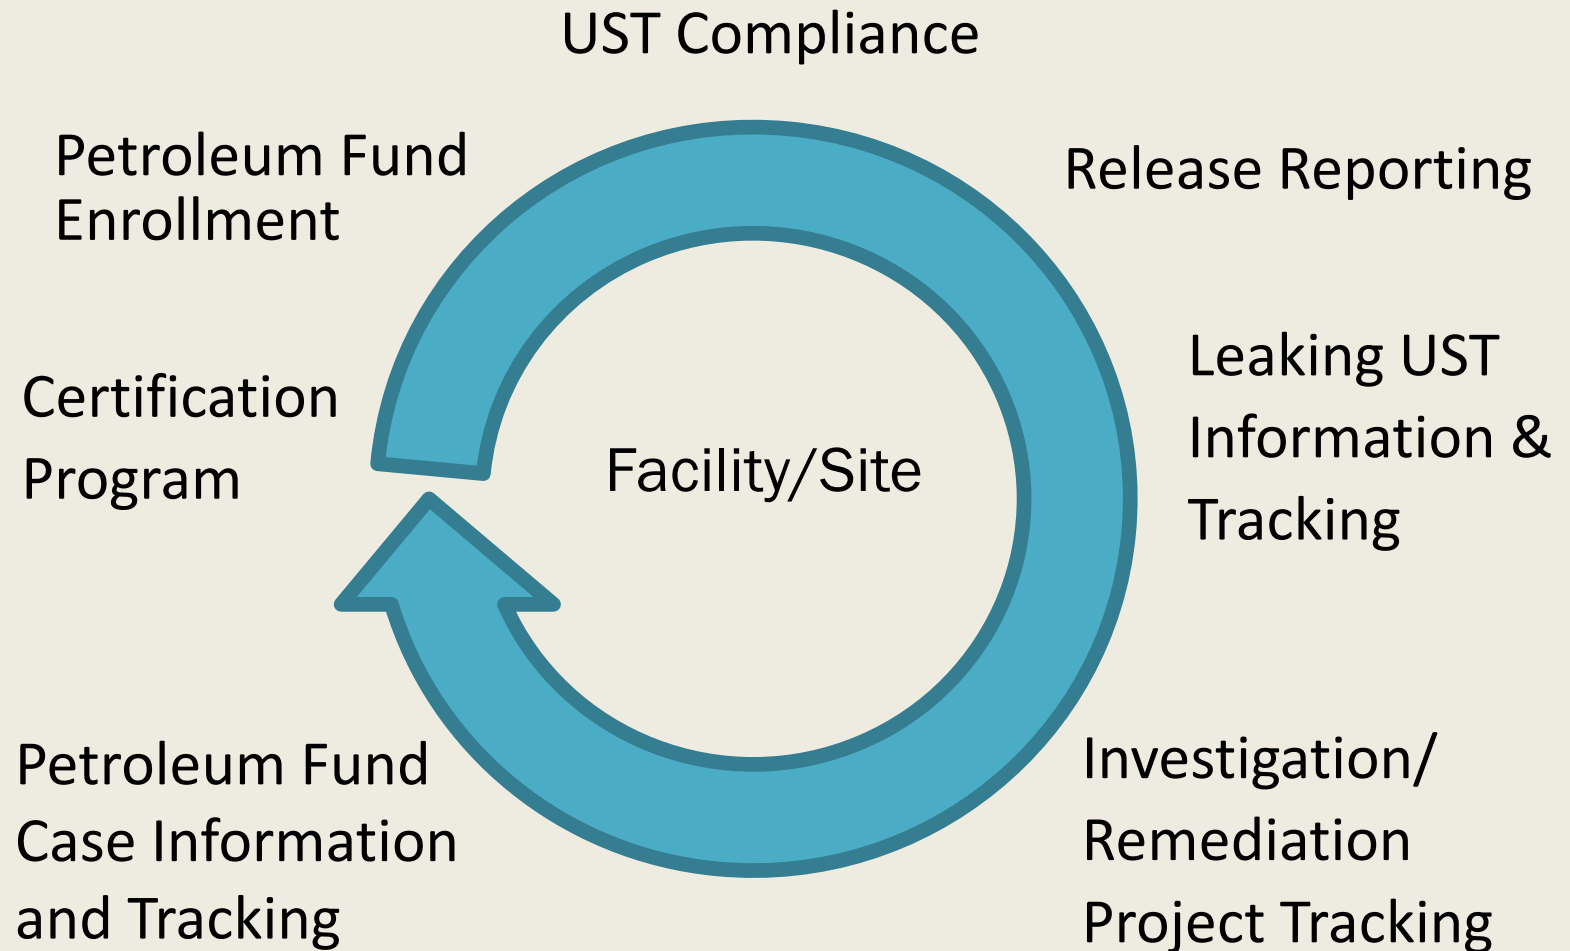 UST Compliance
Petroleum Fund
Enrollment
Release Reporting
Certification
Program
Facility/Site
Leaking UST
Information &
Tracking
Petroleum Fund
Case Information
and Tracking
Investigation/
Remediation
Project Tracking